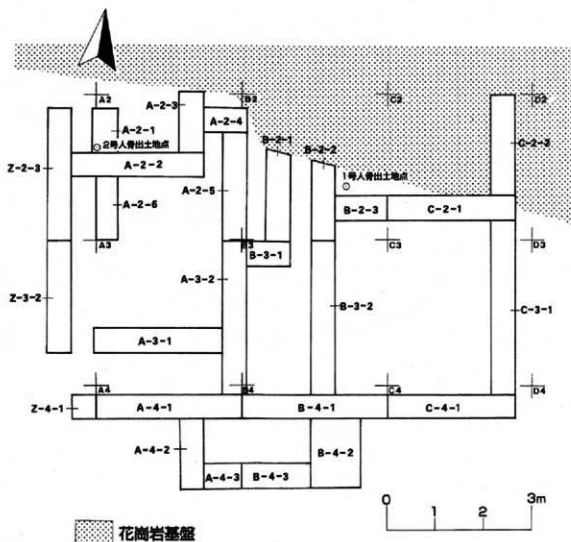 A2
B2
C2
D2
A-2-3
A-2-4
A-2-1
B-2-1
B-2-2
C-2-2
2号人骨出土地点
Z-2-3
A-2-2
A-2-5
1号人骨出土地点
A-2-6
B-2-3
C-2-1
A3
B3
C3
D3
B-3-1
A-3-2
Z-3-2
B-3-2
C-3-1
A-3-1
A4
B4
C4
D4
Z-4-1
A-4-1
B-4-1
C-4-1
A-4-2
B-4-2
A-4-3
B-4-3
0 1 2 3m
花崗岩基盤